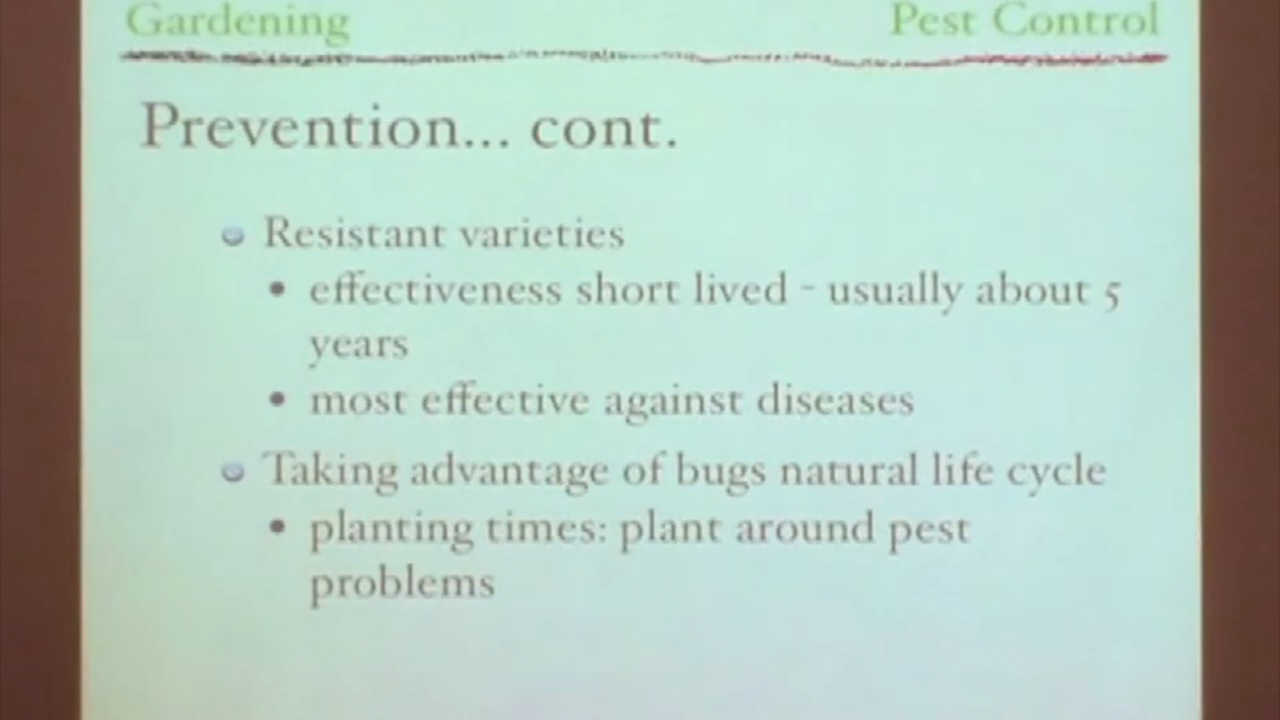 Gardening Pest Control
Prevention... cont.
Resistant varieties
• effectiveness short lived - usually about 5
years
• most effective against diseases
Taking advantage of bugs natural life cycle
• planting times: plant around pest
problems